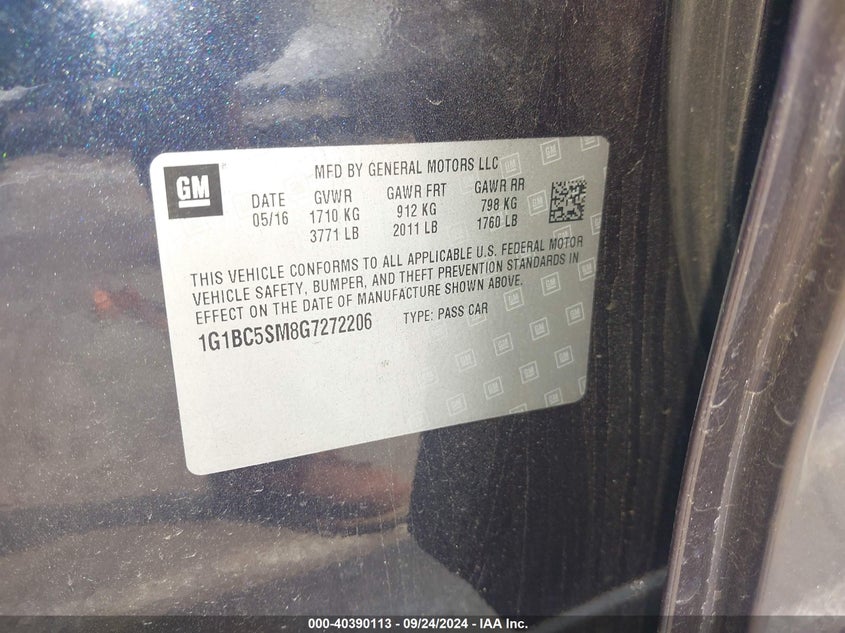 GM
MFD BY GENERAL MOTORS LLC
DATE GVWR GAWR FRT GAWR RR
05/16 1710 KG 912 KG 798 KG
3771 LB 2011 LB 1760 LB
THIS VEHICLE CONFORMS TO ALL APPLICABLE U.S. FEDERAL MOTOR
VEHICLE SAFETY, BUMPER, AND THEFT PREVENTION STANDARDS IN
EFFECT ON THE DATE OF MANUFACTURE SHOWN ABOVE.
1G1BC5SM8G7272206 TYPE: PASS CAR
000-40390113 - 09/24/2024 - IAA Inc.